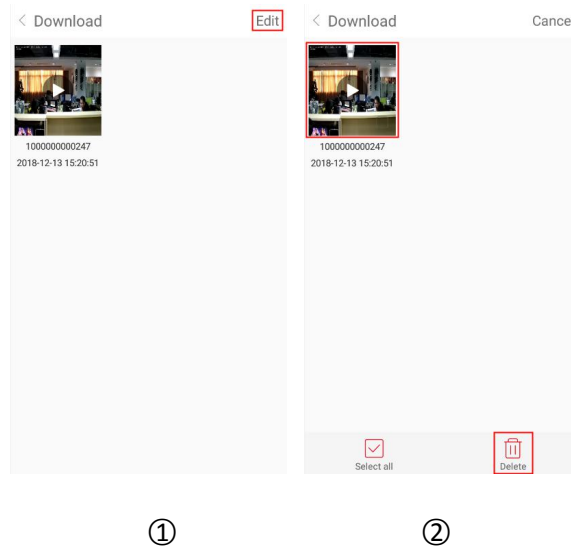 < Download Edit
1000000000247
2018-12-13 15:20:51
①
< Download Cance
1000000000247
2018-12-13 15:20:51
Select all Delete
②